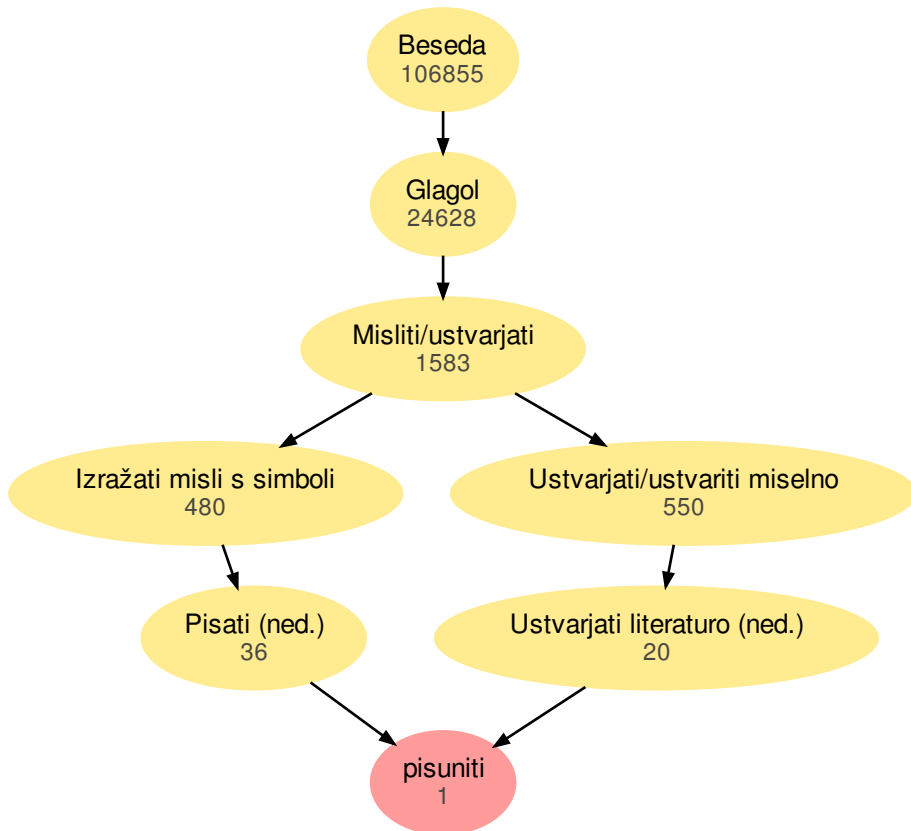 Beseda
106855
Glagol
24628
Misliti/ustvarjati
1583
Izražati misli s simboli
480
Ustvarjati/ustvariti miselno
550
Pisati (ned.)
36
Ustvarjati literaturo (ned.)
20
pisuniti
1